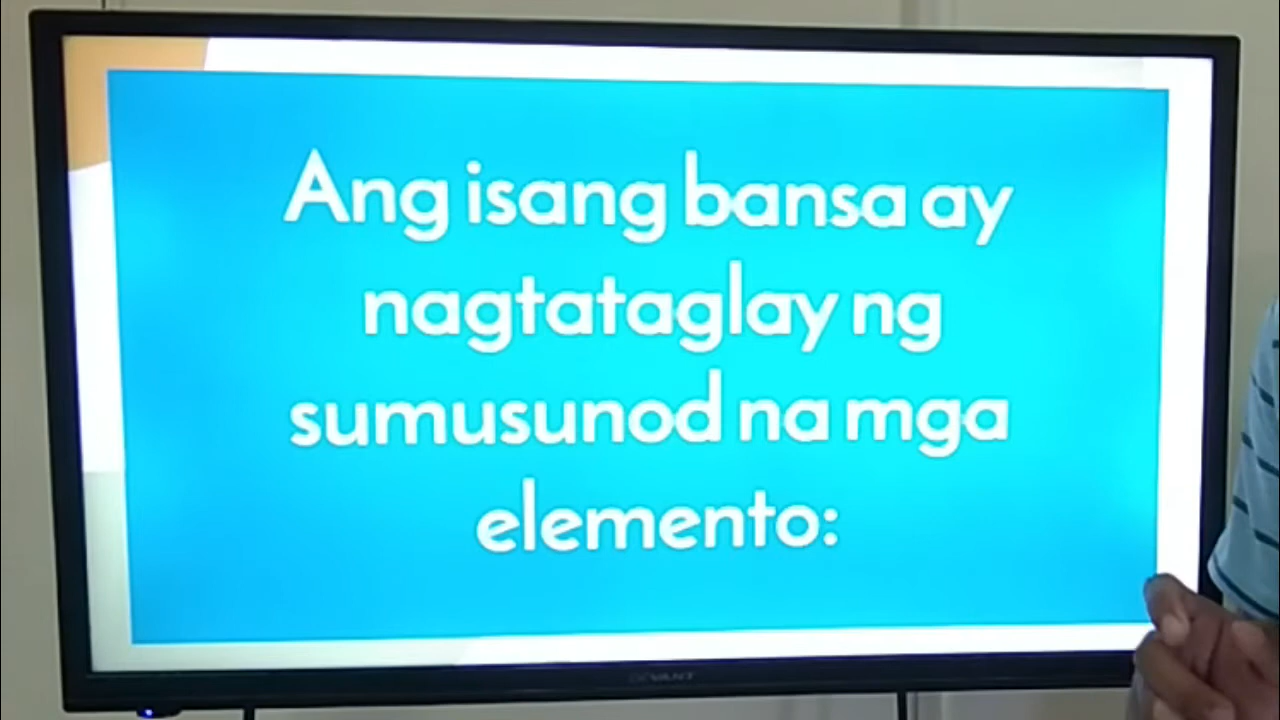 Ang isang bansa ay
nagtataglay ng
sumusunod na mga
elemento: